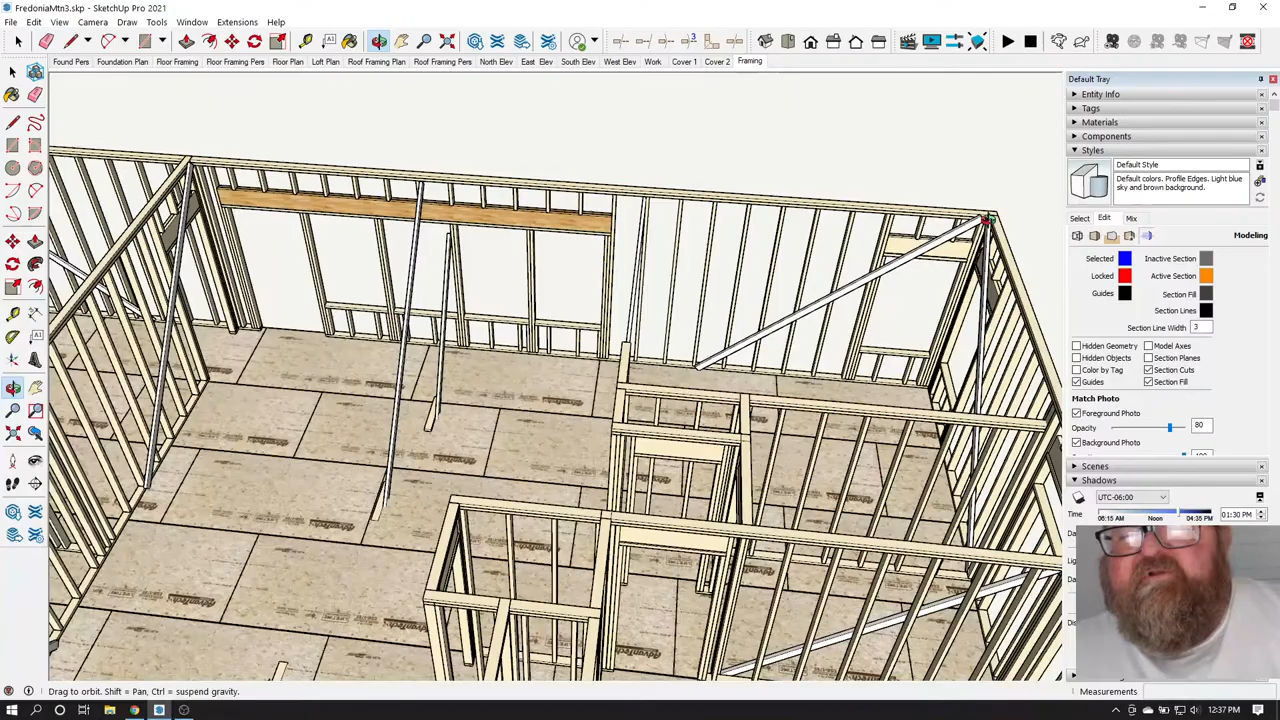 FredoniaMtn3.skp - SketchUp Pro 2021
File Edit View Camera Draw Tools Window Extensions Help
3
Found Pers Foundation Plan Floor Framing Floor Framing Pers Floor Plan Loft Plan Roof Framing Plan Roof Framing Pers North Elev East Elev South Elev West Elev Work Cover 1 Cover 2 Framing
Default Tray
Entity Info
Tags
Materials
Components
Styles
Default Style
Default colors. Profile Edges. Light blue
sky and brown background.
Select Edit Mix
Modeling
Selected Inactive Section
Locked Active Section
Guides Section Fill
Section Lines
Section Line Width 3
Hidden Geometry Model Axes
Hidden Objects Section Planes
Color by Tag Section Cuts
Guides Section Fill
Match Photo
Foreground Photo
Opacity 80
Background Photo
Scenes
Shadows
UTC-06:00
Time 06:15 AM Noon 04:35 PM 01:30 PM
AdvanTech
Drag to orbit. Shift = Pan, Ctrl = suspend gravity.
Measurements
12:37 PM